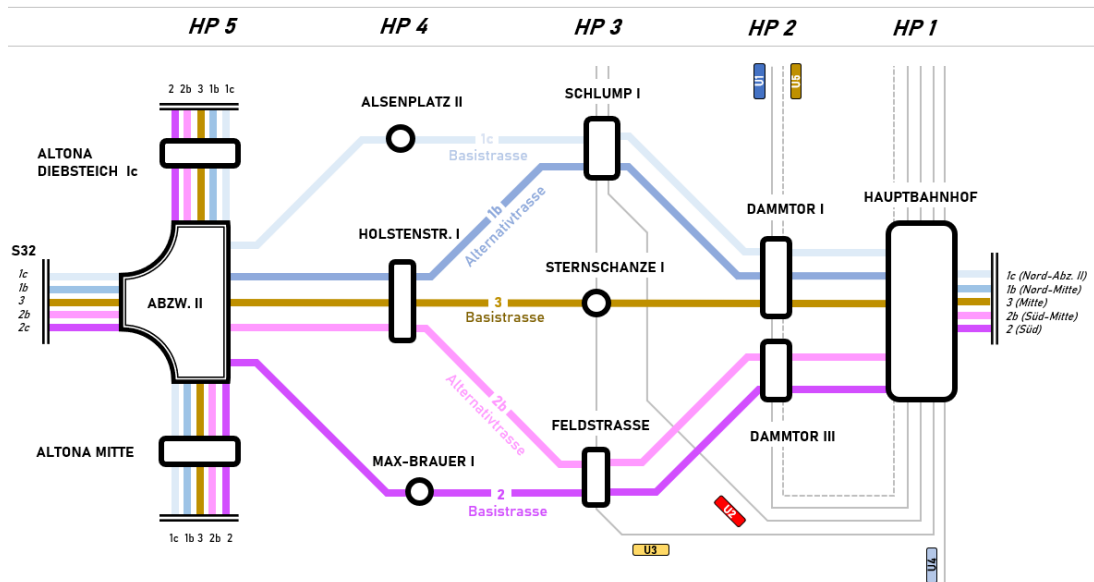 HP 5 HP 4 HP 3 HP 2 HP 1
U1
U5
2 2b 3 1b 1c
ALSENPLATZ II
SCHLUMP I
1c
Basistrasse
ALTONA
DIEBSTEICH Ic
1b
Alternativtrasse
HOLSTENSTR. I
DAMMTOR I
HAUPTBAHNHOF
S32
1c
1b
3
2b
2c
ABZW. II
STERNSCHANZE I
3
Basistrasse
1c (Nord-Abz. II)
1b (Nord-Mitte)
3 (Mitte)
2b (Süd-Mitte)
2 (Süd)
2b
Alternativtrasse
FELDSTRASSE
DAMMTOR III
ALTONA MITTE
MAX-BRAUER I
2
Basistrasse
U2
1c 1b 3 2b 2
U3
U4